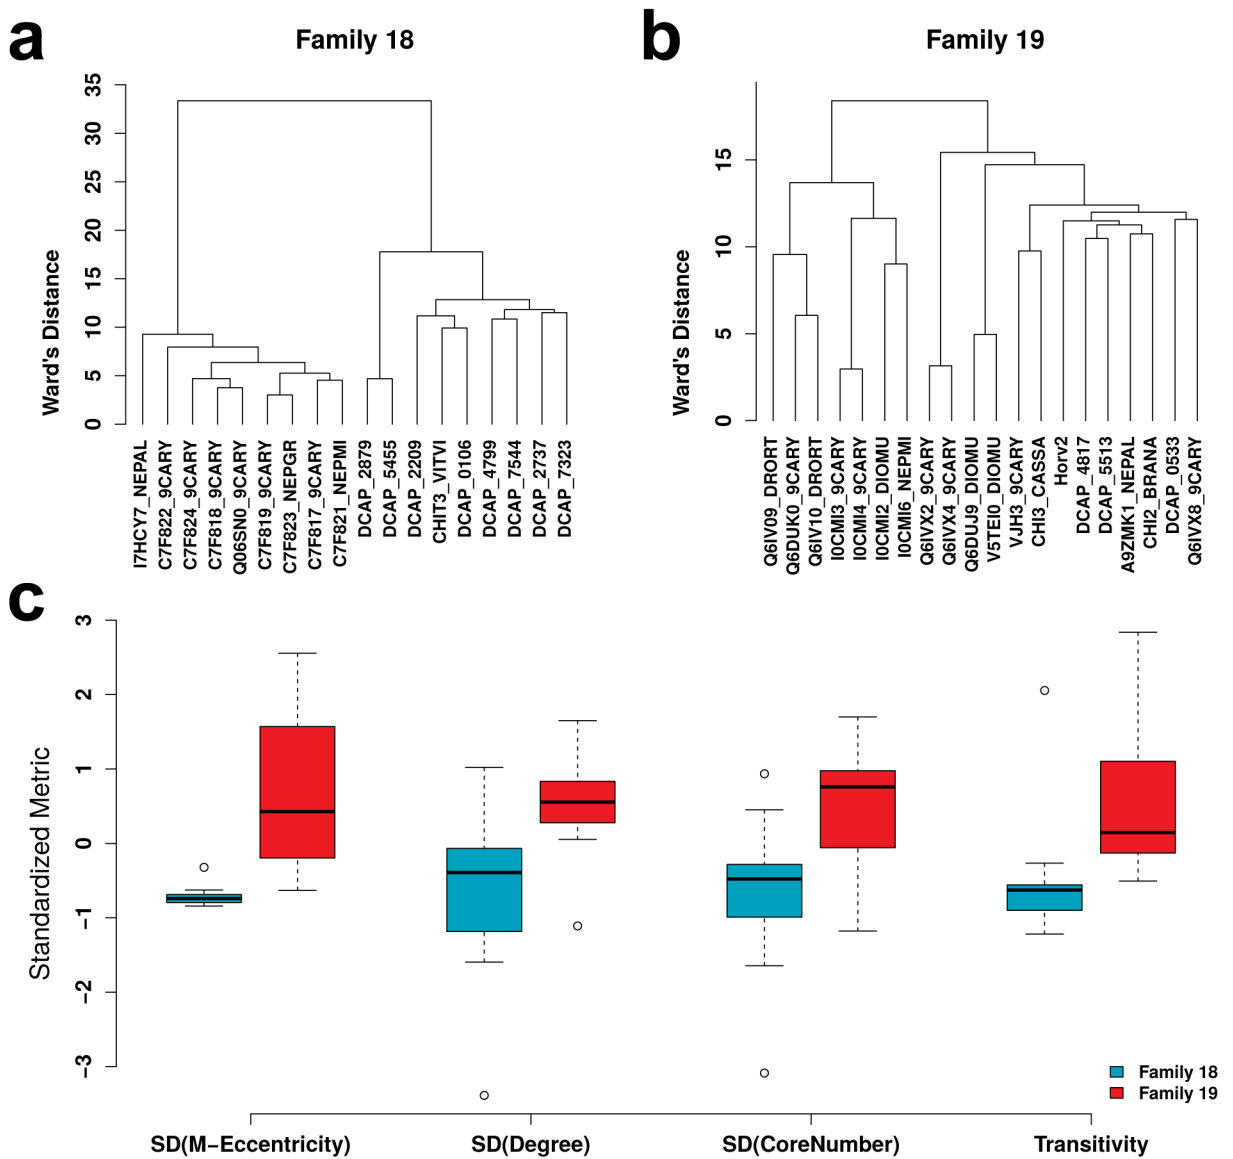 a
Family 18
Ward's Distance
0
5
10
15
20
25
30
35
I7HCY7_NEPAL
C7F822_9CARY
C7F824_9CARY
C7F818_9CARY
Q06SN0_9CARY
C7F819_9CARY
C7F823_NEPGR
C7F817_9CARY
C7F821_NEPMI
DCAP_2879
DCAP_5455
DCAP_2209
CHIT3_VITVI
DCAP_0106
DCAP_4799
DCAP_7544
DCAP_2737
DCAP_7323
b
Family 19
Ward's Distance
0
5
10
15
Q6IV09_DRORT
Q6DUK0_9CARY
Q6IV10_DRORT
I0CMI3_9CARY
I0CMI4_9CARY
I0CMI2_DIOMU
I0CMI6_NEPMI
Q6IVX2_9CARY
Q6IVX4_9CARY
Q6DUJ9_DIOMU
V5TEI0_DIOMU
VJH3_9CARY
CHI3_CASSA
Horv2
DCAP_4817
DCAP_5513
A9ZMK1_NEPAL
CHI2_BRANA
DCAP_0533
Q6IVX8_9CARY
c
Standardized Metric
3
2
1
0
−1
−2
−3
SD(M−Eccentricity)
SD(Degree)
SD(CoreNumber)
Transitivity
Family 18
Family 19